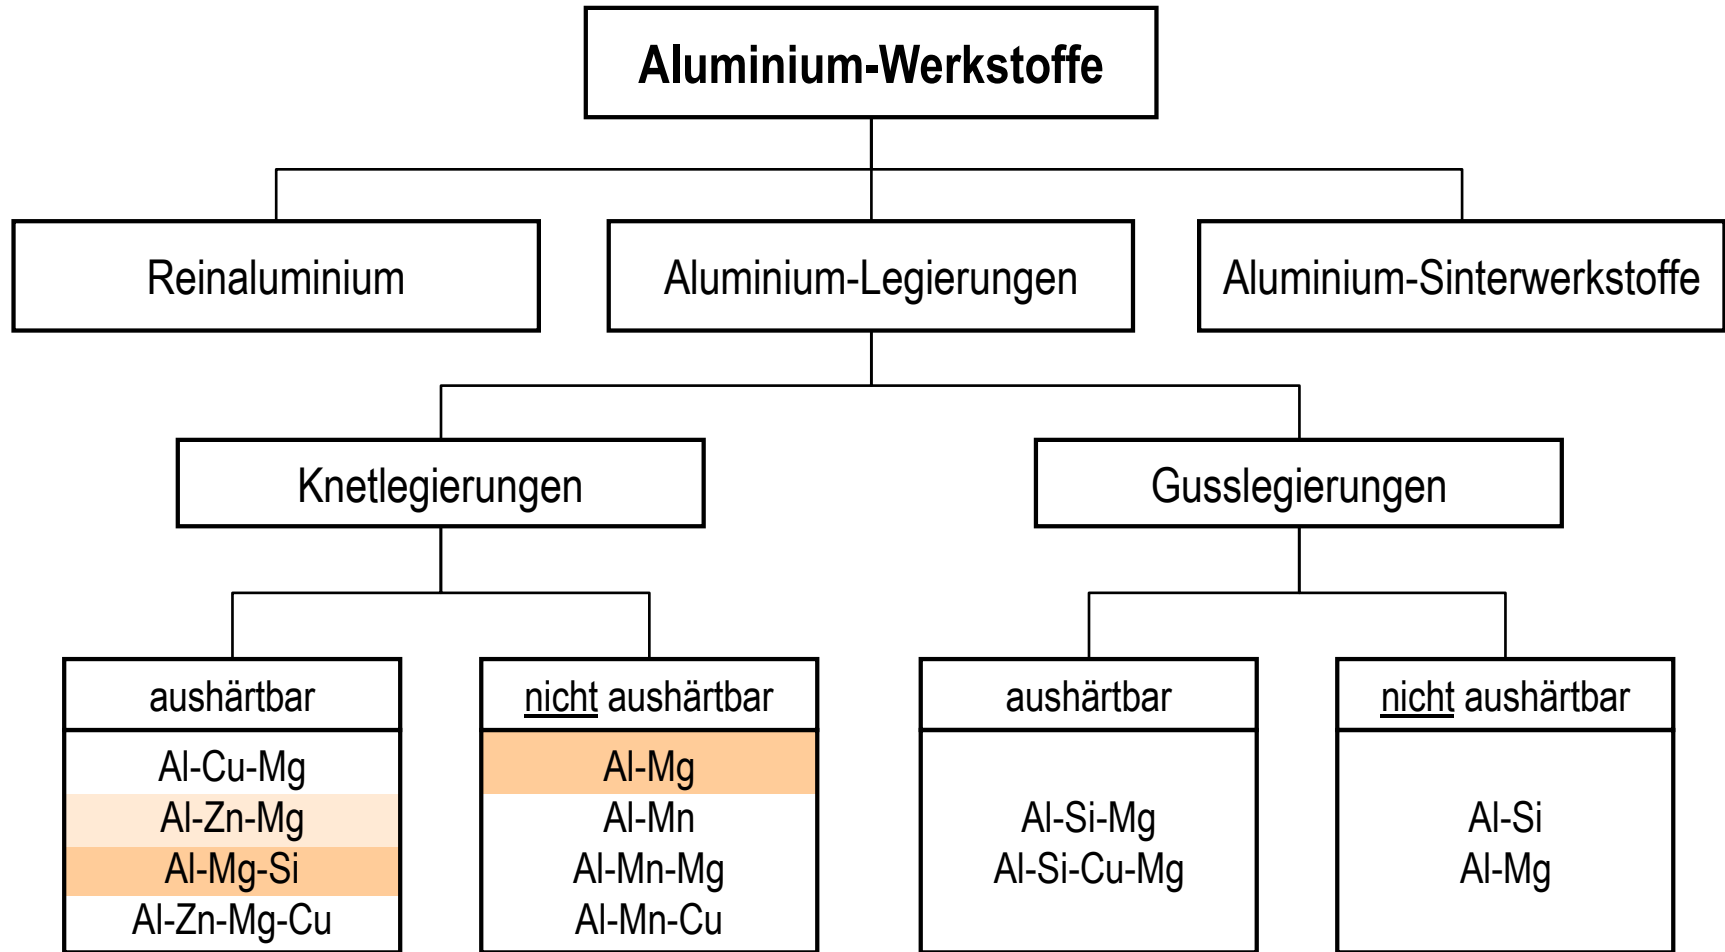 Aluminium-Werkstoffe
Reinaluminium
Aluminium-Legierungen
Aluminium-Sinterwerkstoffe
Knetlegierungen
Gusslegierungen
aushärtbar
Al-Cu-Mg
Al-Zn-Mg
Al-Mg-Si
Al-Zn-Mg-Cu
nicht aushärtbar
Al-Mg
Al-Mn
Al-Mn-Mg
Al-Mn-Cu
aushärtbar
Al-Si-Mg
Al-Si-Cu-Mg
nicht aushärtbar
Al-Si
Al-Mg